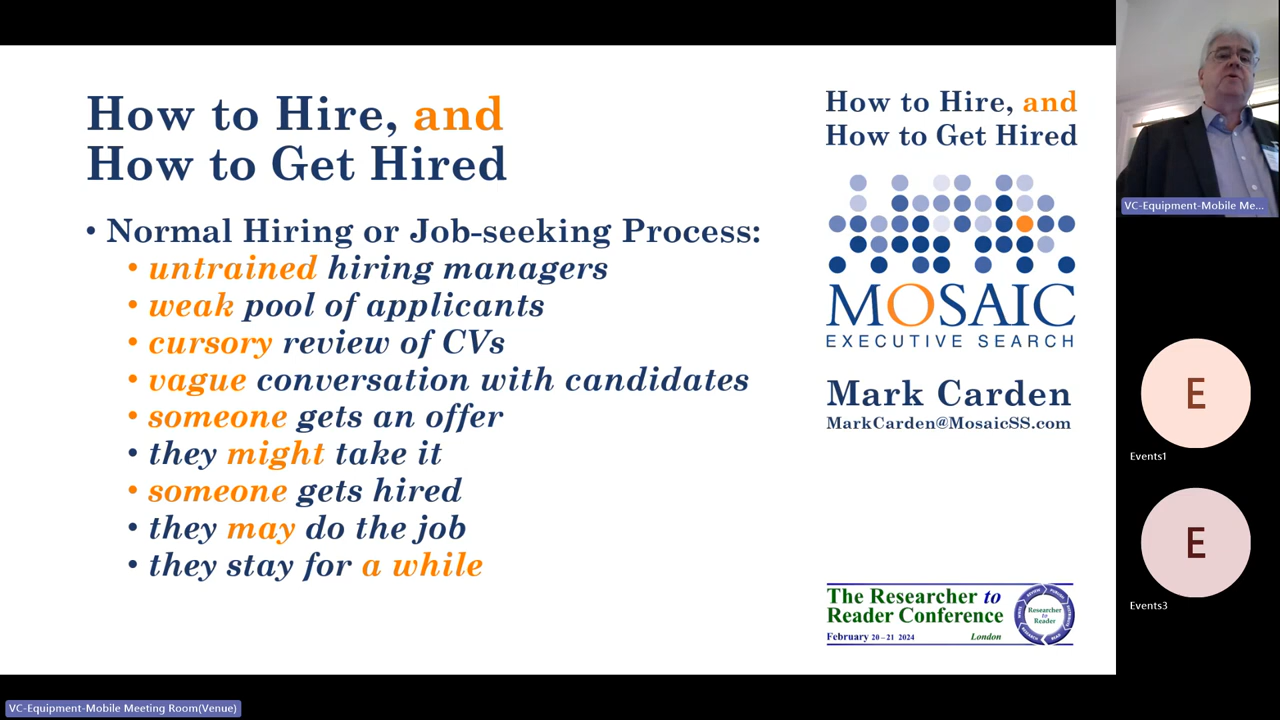 How to Hire, and
How to Get Hired
• Normal Hiring or Job-seeking Process:
• untrained hiring managers
• weak pool of applicants
• cursory review of CVs
• vague conversation with candidates
• someone gets an offer
• they might take it
• someone gets hired
• they may do the job
• they stay for a while
How to Hire, and
How to Get Hired
MOSAIC
EXECUTIVE SEARCH
Mark Carden
MarkCarden@MosaicSS.com
The Researcher to
Reader Conference
February 20 – 21 2024 London
Researcher
to
Reader
VC-Equipment-Mobile Me...
E
Events1
E
Events3
VC-Equipment-Mobile Meeting Room(Venue)